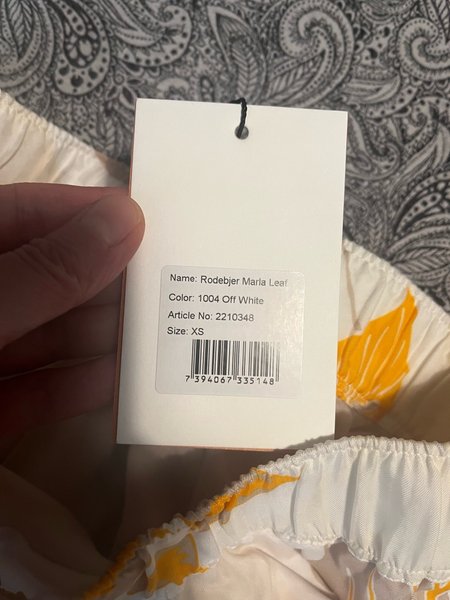 Name: Rodebjer Marla Leaf
Color: 1004 Off White
Article No: 2210348
Size: XS
7 394067 335148